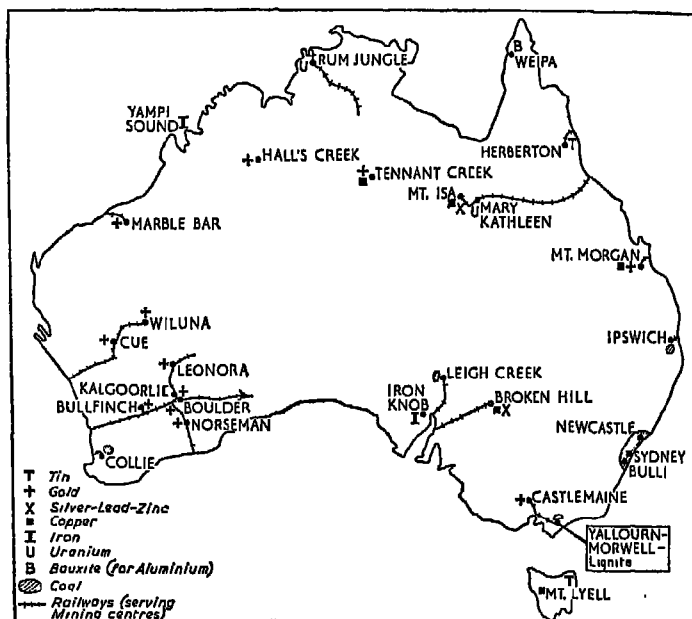 RUM JUNGLE
B
WEIPA
YAMPI
SOUND
I
HERBERTON
T
HALL'S CREEK
TENNANT CREEK
MT. ISA
X
U
MARY
KATHLEEN
MARBLE BAR
MT. MORGAN
WILUNA
CUE
IPSWICH
LEONORA
LEIGH CREEK
KALGOORLIE
BULLFINCH
BOULDER
NORSEMAN
IRON
KNOB
I
BROKEN HILL
X
NEWCASTLE
SYDNEY
BULLI
COLLIE
CASTLEMAINE
YALLOURN-
MORWELL-
Lignite
T
MT. LYELL
T Tin
+ Gold
X Silver-Lead-Zinc
■ Copper
I Iron
U Uranium
B Bauxite (for Aluminium)
Coal
Railways (serving
Mining centres)